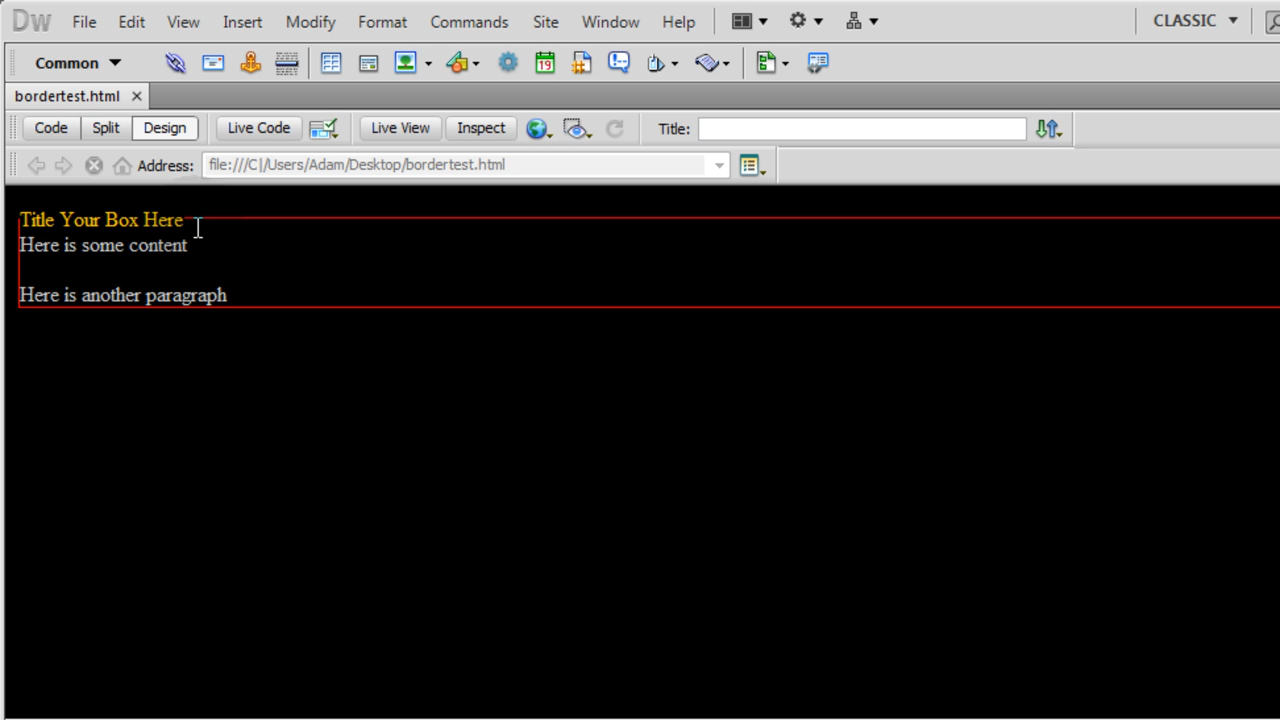 Dw File Edit View Insert Modify Format Commands Site Window Help CLASSIC
Common 19
bordertest.html
Code Split Design Live Code Live View Inspect Title:
Address: file:///C|/Users/Adam/Desktop/bordertest.html
Title Your Box Here
Here is some content
Here is another paragraph